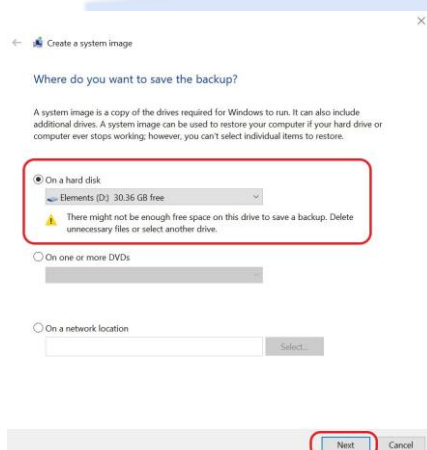 Create a system image
Where do you want to save the backup?
A system image is a copy of the drives required for Windows to run. It can also include
additional drives. A system image can be used to restore your computer if your hard drive or
computer ever stops working; however, you can't select individual items to restore.
On a hard disk
Elements (D:) 30.36 GB free
There might not be enough free space on this drive to save a backup. Delete
unnecessary files or select another drive.
On one or more DVDs
On a network location
Select...
Next Cancel